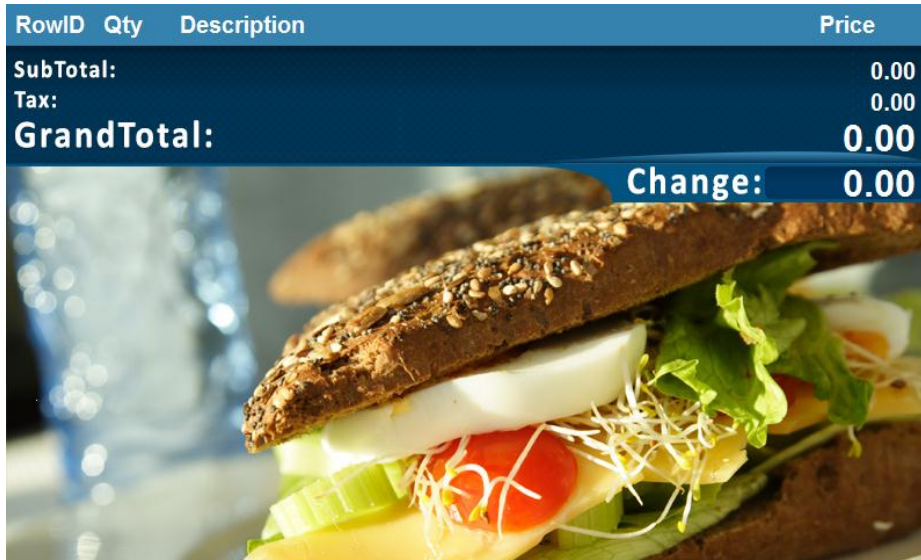 RowID Qty Description Price
SubTotal: 0.00
Tax: 0.00
GrandTotal: 0.00
Change: 0.00